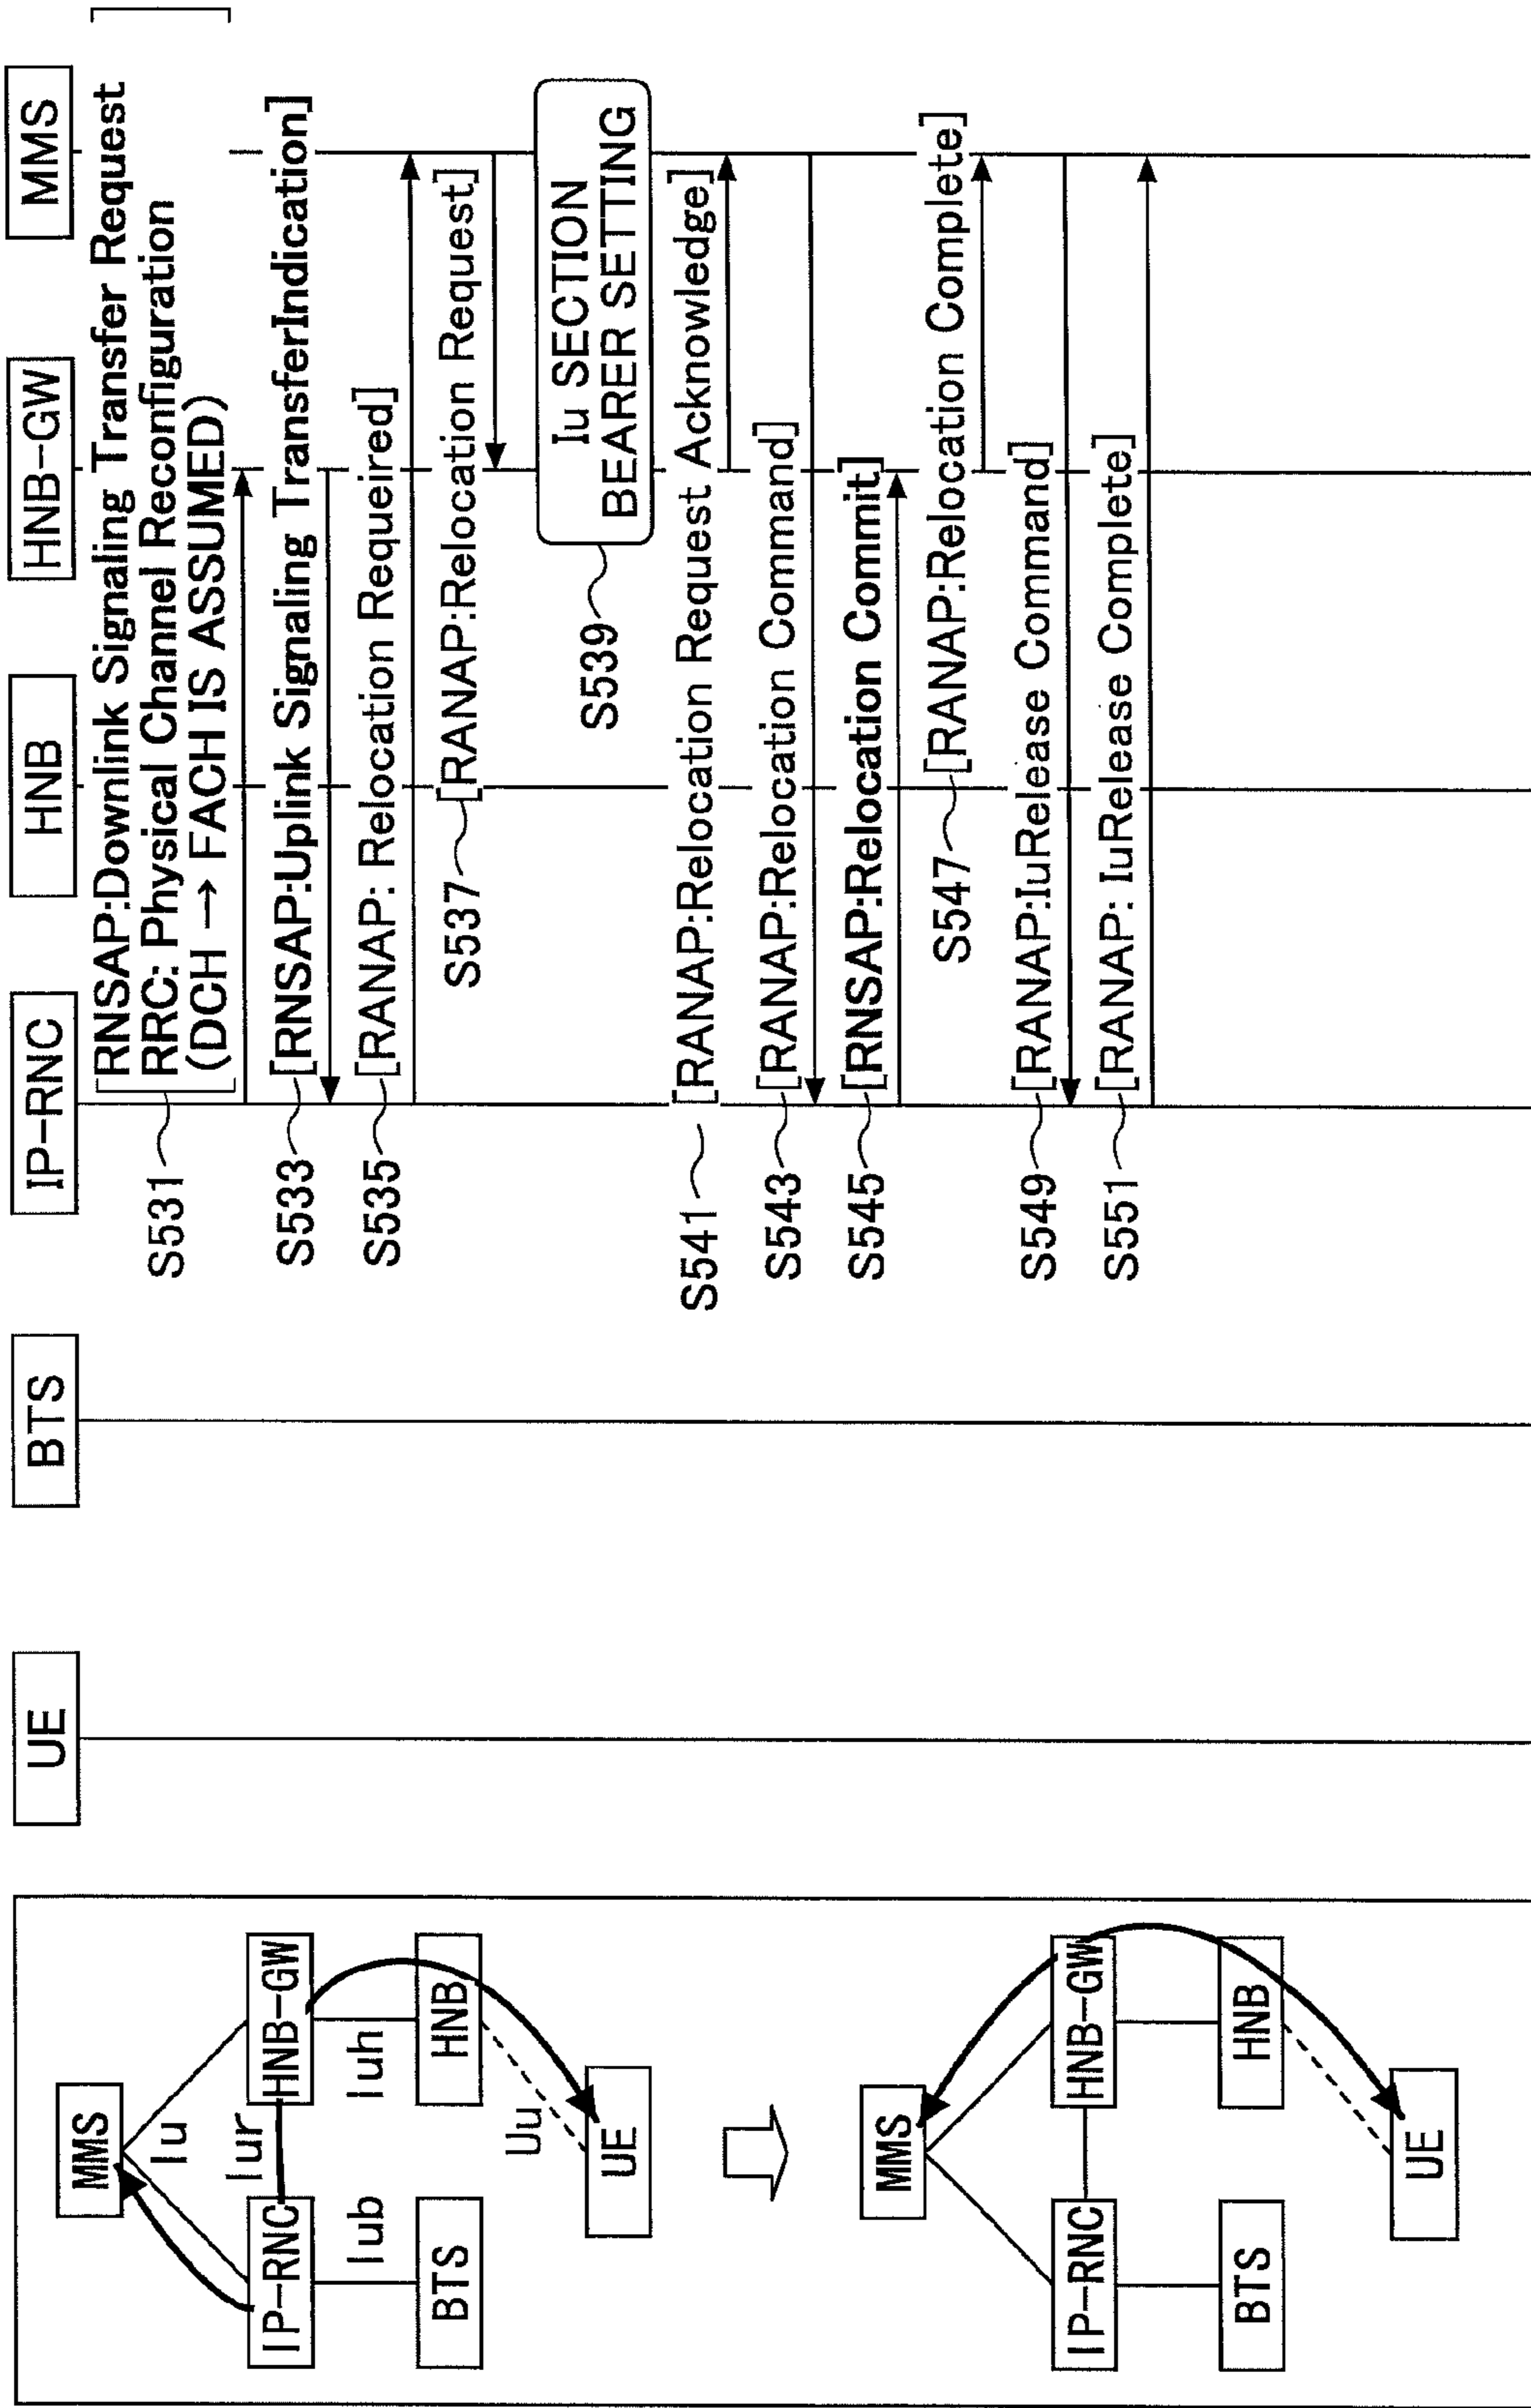 MMS
Iu
Iur
IP-RNC
HNB-GW
Iub
Iuh
BTS
HNB
Uu
UE
MMS
IP-RNC
HNB-GW
BTS
HNB
UE
UE
BTS
IP-RNC
HNB
HNB-GW
MMS
S531
[RNSAP:Downlink Signaling Transfer Request
RRC: Physical Channel Reconfiguration
(DCH → FACH IS ASSUMED)]
S533
[RNSAP:Uplink Signaling TransferIndication]
S535
[RANAP: Relocation Requeired]
S537
[RANAP:Relocation Request]
S539
Iu SECTION
BEARER SETTING
S541
[RANAP:Relocation Request Acknowledge]
S543
[RANAP:Relocation Command]
S545
[RNSAP:Relocation Commit]
S547
[RANAP:Relocation Complete]
S549
[RANAP:IuRelease Command]
S551
[RANAP: IuRelease Complete]